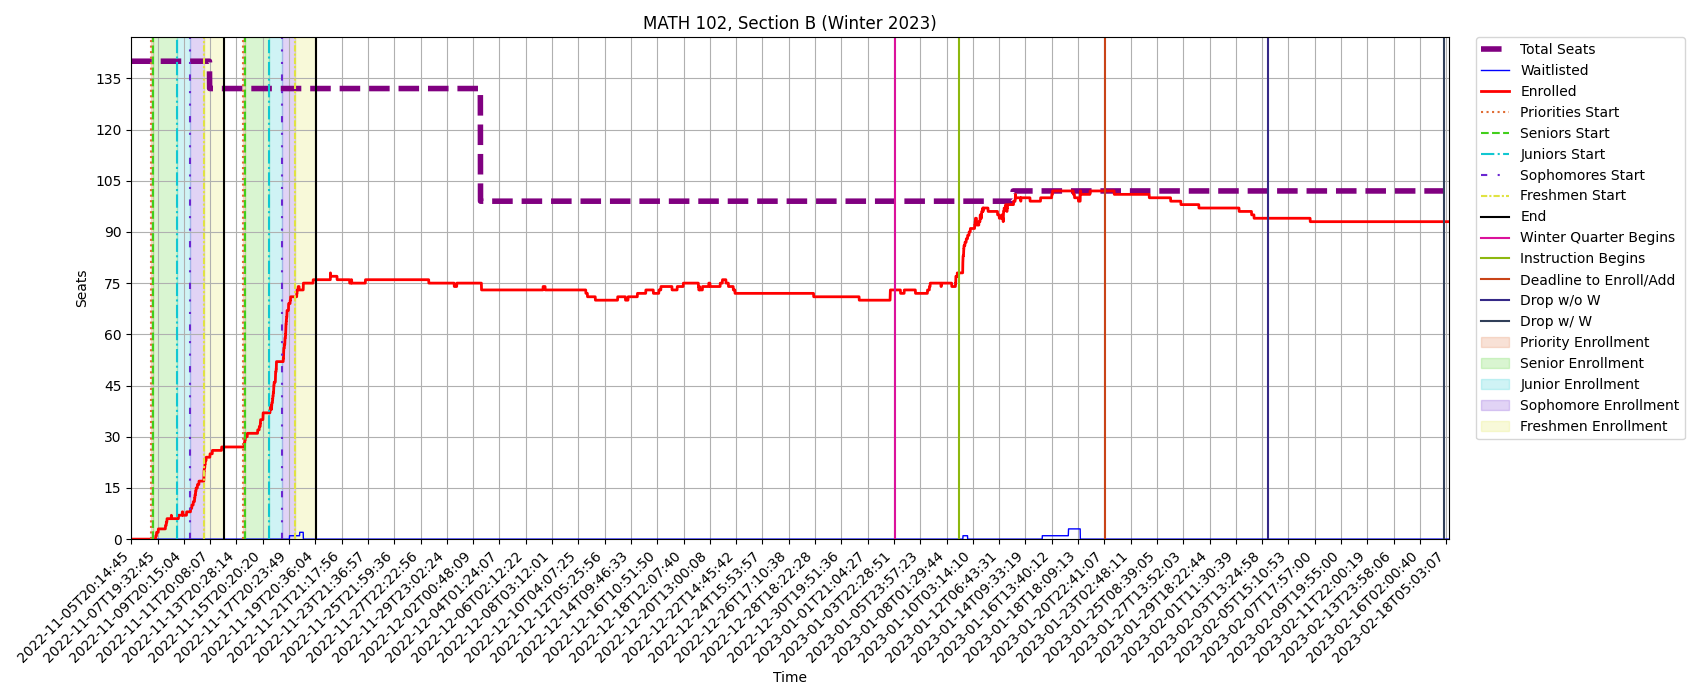 MATH 102, Section B (Winter 2023)
Seats
135
120
105
90
75
60
45
30
15
0
2022-11-05T20:14:45
2022-11-07T19:32:45
2022-11-09T20:15:04
2022-11-11T20:08:07
2022-11-13T20:28:14
2022-11-15T20:20:20
2022-11-17T20:23:49
2022-11-19T20:36:04
2022-11-21T21:17:56
2022-11-23T21:36:57
2022-11-25T21:59:36
2022-11-27T22:22:56
2022-11-29T23:02:24
2022-12-02T00:48:09
2022-12-04T01:24:07
2022-12-06T02:12:22
2022-12-08T03:12:01
2022-12-10T04:07:25
2022-12-12T05:25:56
2022-12-14T09:46:33
2022-12-16T10:51:50
2022-12-18T12:07:40
2022-12-20T13:00:08
2022-12-22T14:45:42
2022-12-24T15:53:57
2022-12-26T17:10:38
2022-12-28T18:22:28
2022-12-30T19:51:36
2023-01-01T21:04:27
2023-01-03T22:28:51
2023-01-05T23:57:23
2023-01-08T01:29:44
2023-01-10T03:14:10
2023-01-12T06:43:31
2023-01-14T09:33:19
2023-01-16T13:40:12
2023-01-18T18:09:13
2023-01-20T22:41:07
2023-01-23T02:48:11
2023-01-25T08:39:05
2023-01-27T13:52:03
2023-01-29T18:22:44
2023-02-01T11:30:39
2023-02-03T13:24:58
2023-02-05T15:10:53
2023-02-07T17:57:00
2023-02-09T19:55:00
2023-02-11T22:00:19
2023-02-13T23:58:06
2023-02-16T02:00:40
2023-02-18T05:03:07
Time
Total Seats
Waitlisted
Enrolled
Priorities Start
Seniors Start
Juniors Start
Sophomores Start
Freshmen Start
End
Winter Quarter Begins
Instruction Begins
Deadline to Enroll/Add
Drop w/o W
Drop w/ W
Priority Enrollment
Senior Enrollment
Junior Enrollment
Sophomore Enrollment
Freshmen Enrollment